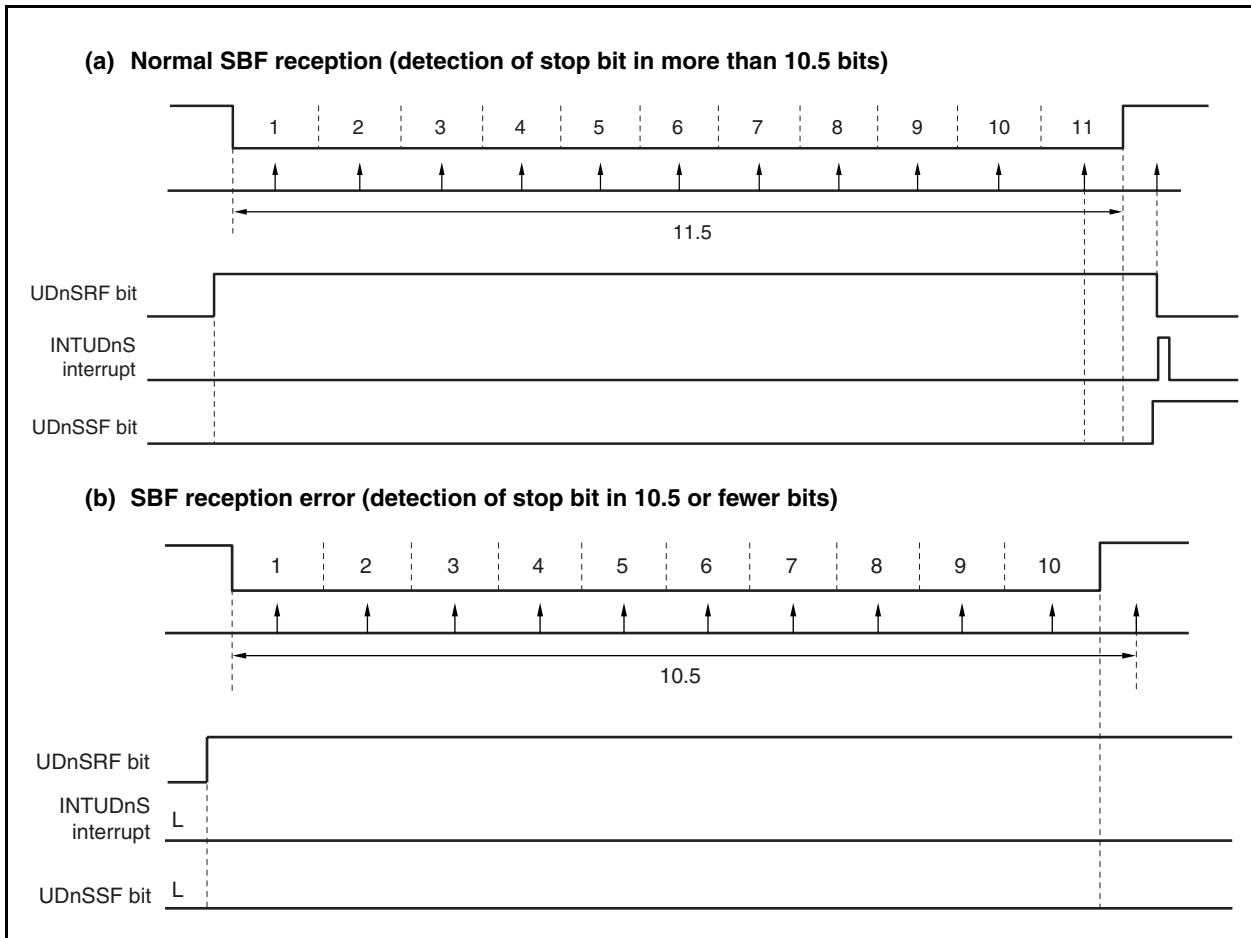 (a) Normal SBF reception (detection of stop bit in more than 10.5 bits)
1 2 3 4 5 6 7 8 9 10 11
11.5
UDnSRF bit
INTUDnS
interrupt
UDnSSF bit
(b) SBF reception error (detection of stop bit in 10.5 or fewer bits)
1 2 3 4 5 6 7 8 9 10
10.5
UDnSRF bit
INTUDnS
interrupt L
UDnSSF bit L